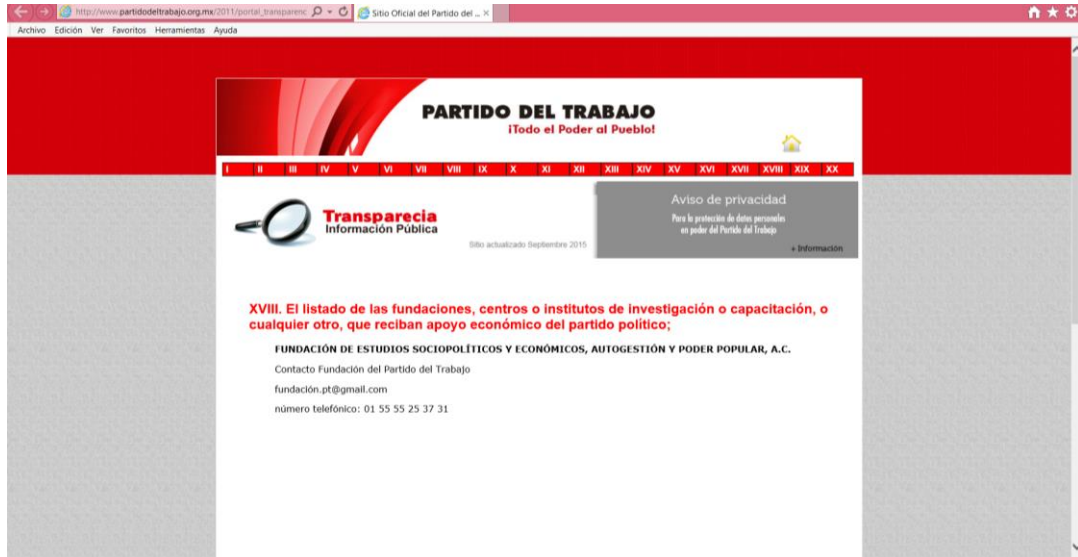 http://www.partidodeltrabajo.org.mx/2011/portal_transparenc
Sitio Oficial del Partido del ...
Archivo Edición Ver Favoritos Herramientas Ayuda
PARTIDO DEL TRABAJO
¡Todo el Poder al Pueblo!
I II III IV V VI VII VIII IX X XI XII XIII XIV XV XVI XVII XVIII XIX XX
Transparecia
Información Pública
Sitio actualizado Septiembre 2015
Aviso de privacidad
Para la protección de datos personales
en poder del Partido del Trabajo
+ Información
XVIII. El listado de las fundaciones, centros o institutos de investigación o capacitación, o
cualquier otro, que reciban apoyo económico del partido político;
FUNDACIÓN DE ESTUDIOS SOCIOPOLÍTICOS Y ECONÓMICOS, AUTOGESTIÓN Y PODER POPULAR, A.C.
Contacto Fundación del Partido del Trabajo
fundación.pt@gmail.com
número telefónico: 01 55 55 25 37 31